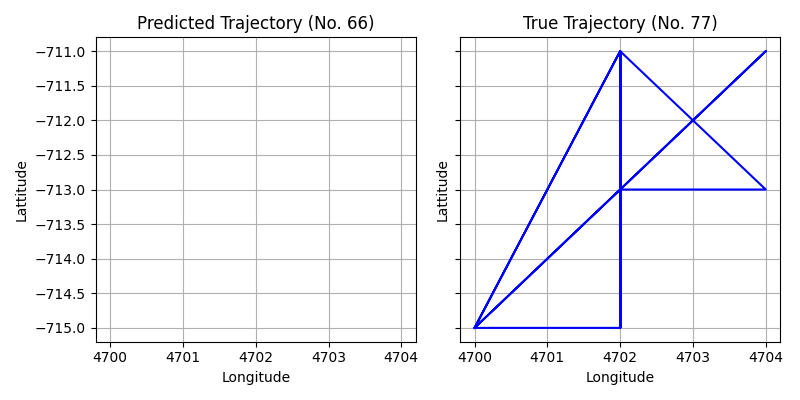 Predicted Trajectory (No. 66)
True Trajectory (No. 77)
−711.0
−711.5
−712.0
−712.5
−713.0
−713.5
−714.0
−714.5
−715.0
Lattitude
Lattitude
4700 4701 4702 4703 4704
4700 4701 4702 4703 4704
Longitude
Longitude